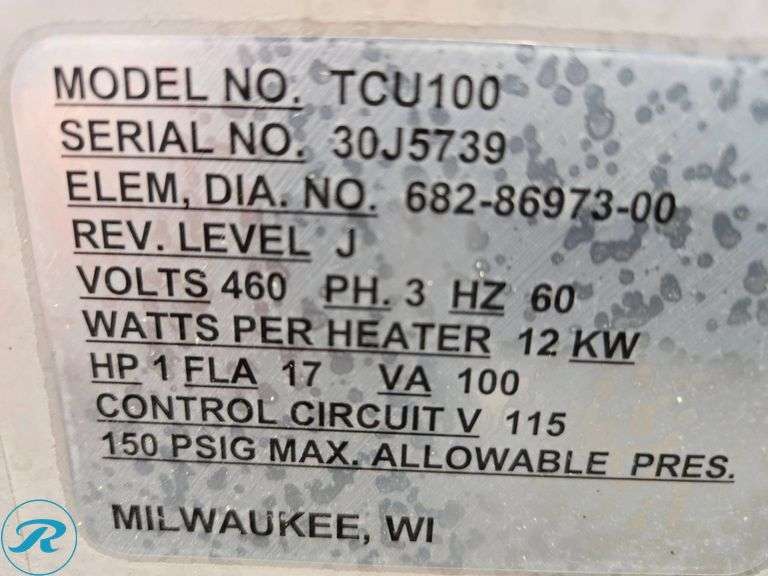 MODEL NO. TCU100
SERIAL NO. 30J5739
ELEM, DIA. NO. 682-86973-00
REV. LEVEL J
VOLTS 460 PH. 3 HZ 60
WATTS PER HEATER 12 KW
HP 1 FLA 17 VA 100
CONTROL CIRCUIT V 115
150 PSIG MAX. ALLOWABLE PRES.
MILWAUKEE, WI
R